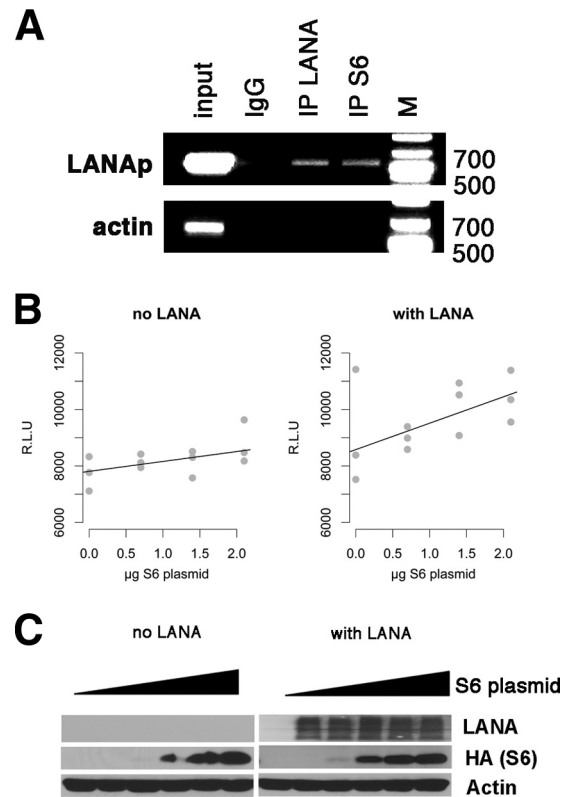 A
input
IgG
IP LANA
IP S6
M
LANAp
700
500
actin
700
500
B
no LANA
with LANA
12000
10000
8000
6000
R.L.U
0.0 0.5 1.0 1.5 2.0
µg S6 plasmid
12000
10000
8000
6000
R.L.U
0.0 0.5 1.0 1.5 2.0
µg S6 plasmid
C
no LANA
with LANA
S6 plasmid
LANA
HA (S6)
Actin